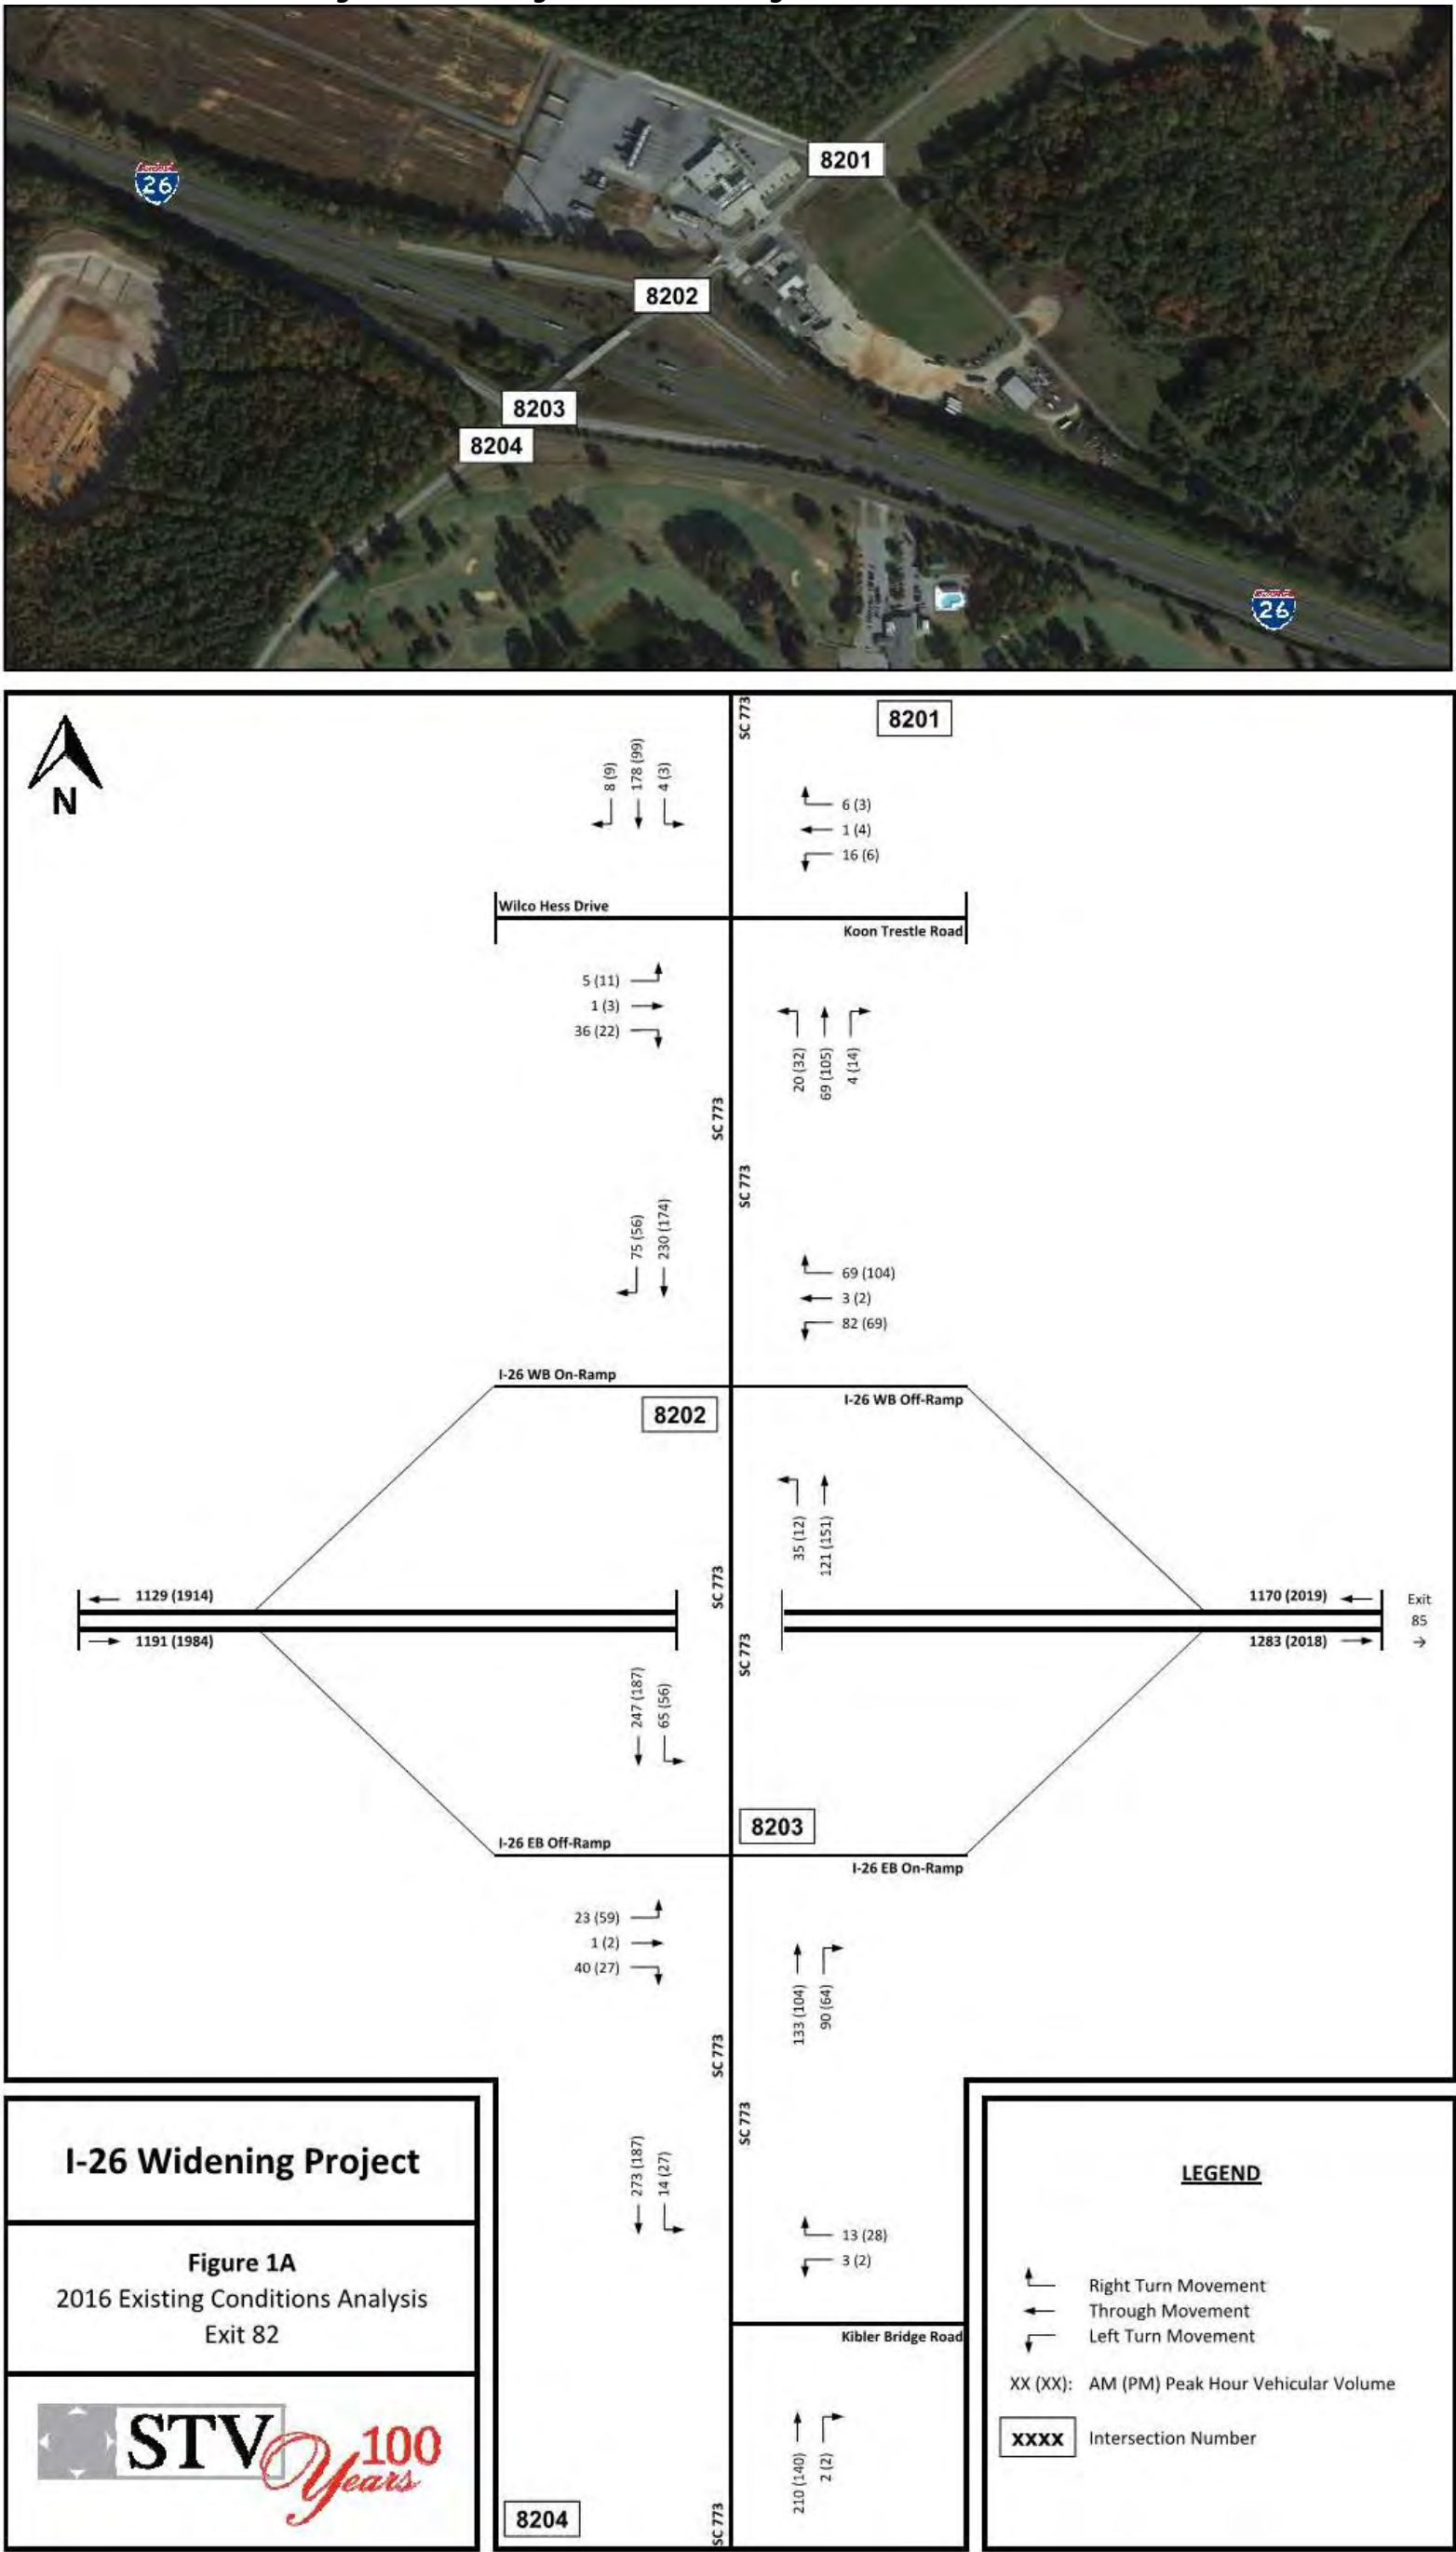 26
8201
8202
8203
8204
26
N
SC 773
8201
8 (9)
178 (99)
4 (3)
6 (3)
1 (4)
16 (6)
Wilco Hess Drive
Koon Trestle Road
5 (11)
1 (3)
36 (22)
20 (32)
69 (105)
4 (14)
SC 773
SC 773
75 (56)
230 (174)
69 (104)
3 (2)
82 (69)
I-26 WB On-Ramp
I-26 WB Off-Ramp
8202
35 (12)
121 (151)
SC 773
1129 (1914)
1170 (2019)
Exit
85
→
1191 (1984)
1283 (2018)
SC 773
247 (187)
65 (56)
8203
I-26 EB Off-Ramp
I-26 EB On-Ramp
23 (59)
1 (2)
40 (27)
133 (104)
90 (64)
SC 773
SC 773
273 (187)
14 (27)
13 (28)
3 (2)
Kibler Bridge Road
210 (140)
2 (2)
8204
SC 773
I-26 Widening Project
Figure 1A
2016 Existing Conditions Analysis
Exit 82
STV
100
Years
LEGEND
Right Turn Movement
Through Movement
Left Turn Movement
XX (XX): AM (PM) Peak Hour Vehicular Volume
XXXX Intersection Number